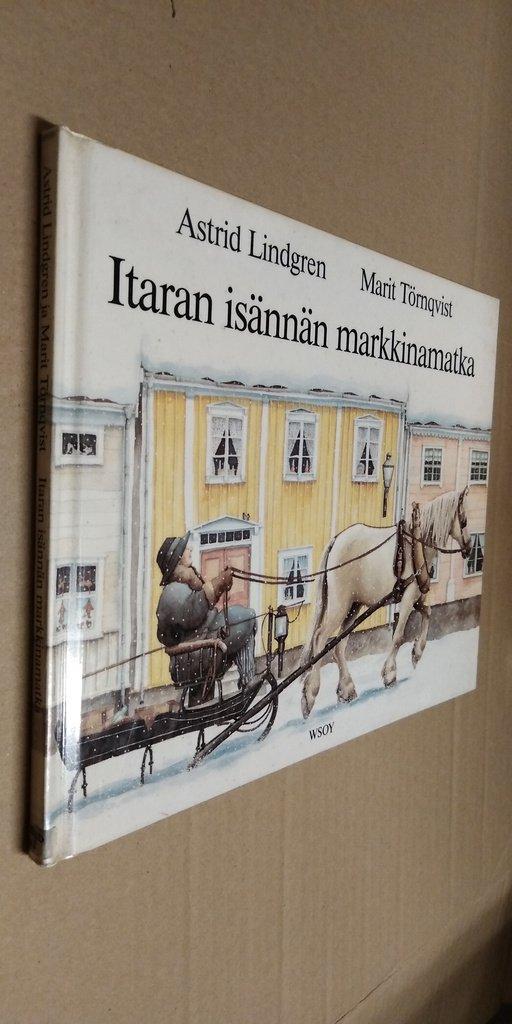 Astrid Lindgren
Marit Törnqvist
Itaran isännän markkinamatka
WSOY
Astrid Lindgren ja Marit Törnqvist Itaran isännän markkinamatka